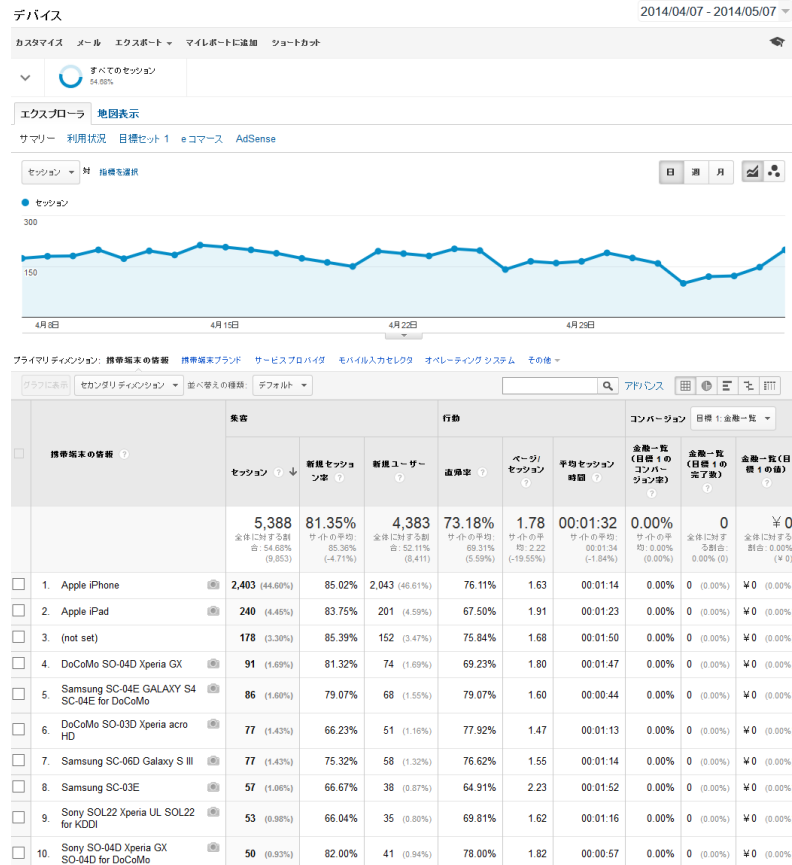 デバイス
2014/04/07 - 2014/05/07
カスタマイズ メール エクスポート マイレポートに追加 ショートカット
すべてのセッション
54.68%
エクスプローラ 地図表示
サマリー 利用状況 目標セット 1 eコマース AdSense
セッション 対 指標を選択 日 週 月
セッション
300
150
4月8日 4月15日 4月22日 4月29日
プライマリ ディメンション: 携帯端末の情報 携帯端末ブランド サービスプロバイダ モバイル入力セレクタ オペレーティング システム その他
グラフに表示 セカンダリ ディメンション 並べ替えの種類: デフォルト アドバンス
集客 行動 コンバージョン 目標 1: 金融一覧
携帯端末の情報 ? セッション ? 新規セッション率 ? 新規ユーザー ? 直帰率 ? ページ/セッション ? 平均セッション時間 ? 金融一覧(目標 1 のコンバージョン率) ? 金融一覧(目標 1 の完了数) ? 金融一覧(目標 1 の値) ?
5,388 81.35% 4,383 73.18% 1.78 00:01:32 0.00% 0 ¥0
全体に対する割合: 54.68% (9,853) サイトの平均: 85.36% (-4.71%) 全体に対する割合: 52.11% (8,411) サイトの平均: 69.31% (5.59%) サイトの平均: 2.22 (-19.55%) サイトの平均: 00:01:34 (-1.84%) サイトの平均: 0.00% (0.00%) 全体に対する割合: 0.00% (0) 全体に対する割合: 0.00% (¥0)
1. Apple iPhone 2,403 (44.60%) 85.02% 2,043 (46.61%) 76.11% 1.63 00:01:14 0.00% 0 (0.00%) ¥0 (0.00%
2. Apple iPad 240 (4.45%) 83.75% 201 (4.59%) 67.50% 1.91 00:01:23 0.00% 0 (0.00%) ¥0 (0.00%
3. (not set) 178 (3.30%) 85.39% 152 (3.47%) 75.84% 1.68 00:01:50 0.00% 0 (0.00%) ¥0 (0.00%
4. DoCoMo SO-04D Xperia GX 91 (1.69%) 81.32% 74 (1.69%) 69.23% 1.80 00:01:47 0.00% 0 (0.00%) ¥0 (0.00%
5. Samsung SC-04E GALAXY S4 SC-04E for DoCoMo 86 (1.60%) 79.07% 68 (1.55%) 79.07% 1.60 00:00:44 0.00% 0 (0.00%) ¥0 (0.00%
6. DoCoMo SO-03D Xperia acro HD 77 (1.43%) 66.23% 51 (1.16%) 77.92% 1.47 00:01:13 0.00% 0 (0.00%) ¥0 (0.00%
7. Samsung SC-06D Galaxy S III 77 (1.43%) 75.32% 58 (1.32%) 76.62% 1.55 00:01:14 0.00% 0 (0.00%) ¥0 (0.00%
8. Samsung SC-03E 57 (1.06%) 66.67% 38 (0.87%) 64.91% 2.23 00:01:52 0.00% 0 (0.00%) ¥0 (0.00%
9. Sony SOL22 Xperia UL SOL22 for KDDI 53 (0.98%) 66.04% 35 (0.80%) 69.81% 1.62 00:01:16 0.00% 0 (0.00%) ¥0 (0.00%
10. Sony SO-04D Xperia GX SO-04D for DoCoMo 50 (0.93%) 82.00% 41 (0.94%) 78.00% 1.82 00:00:57 0.00% 0 (0.00%) ¥0 (0.00%